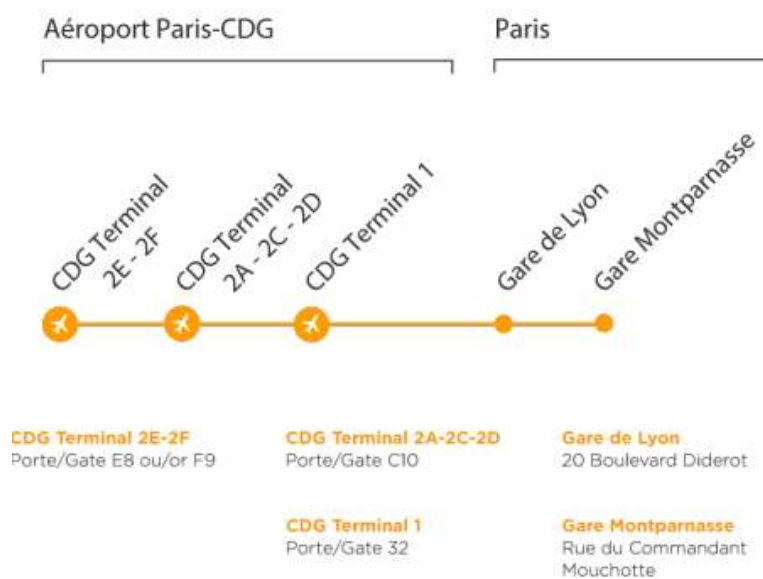 Aéroport Paris-CDG
Paris
CDG Terminal
2E - 2F
CDG Terminal
2A - 2C - 2D
CDG Terminal 1
Gare de Lyon
Gare Montparnasse
CDG Terminal 2E-2F
Porte/Gate E8 ou/or F9
CDG Terminal 2A-2C-2D
Porte/Gate C10
Gare de Lyon
20 Boulevard Diderot
CDG Terminal 1
Porte/Gate 32
Gare Montparnasse
Rue du Commandant
Mouchotte